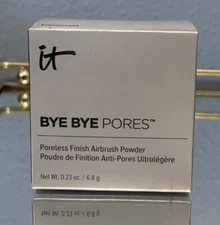 it
BYE BYE PORES™
Poreless Finish Airbrush Powder
Poudre de Finition Anti-Pores Ultralégère
Net Wt. 0.23 oz. / 6.8 g